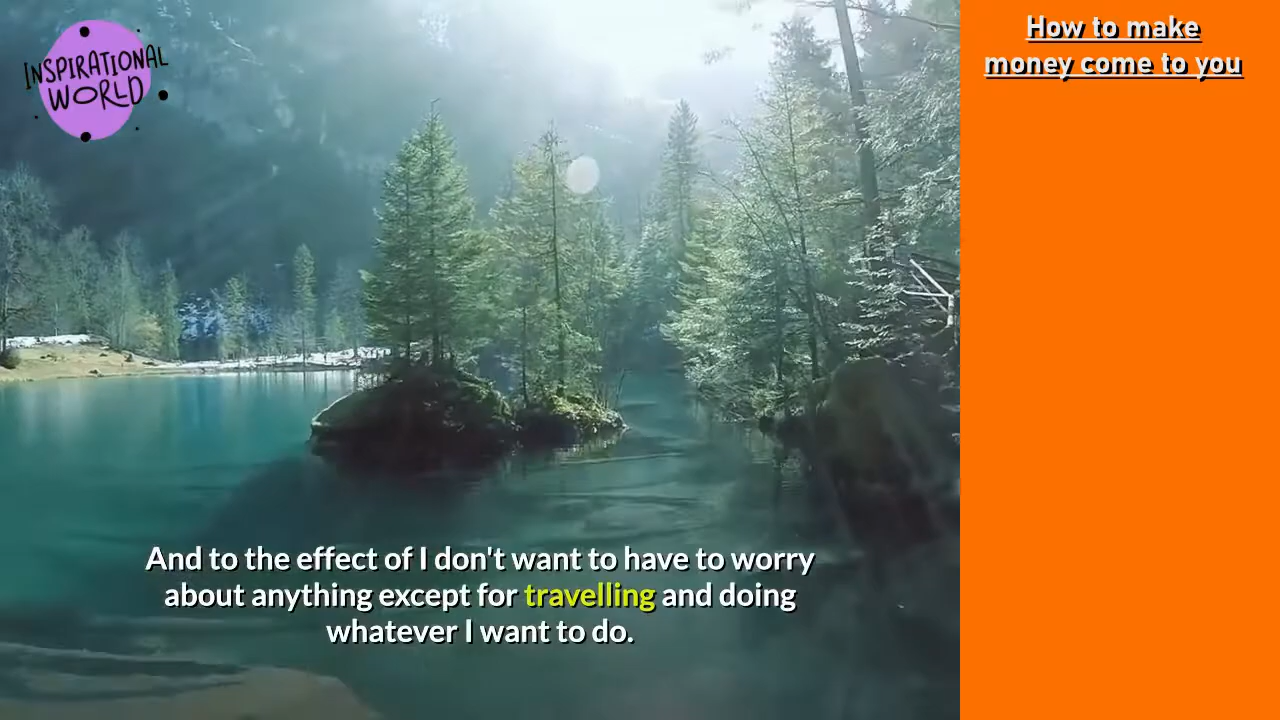 INSPIRATIONAL
WORLD
How to make
money come to you
And to the effect of I don't want to have to worry
about anything except for travelling and doing
whatever I want to do.